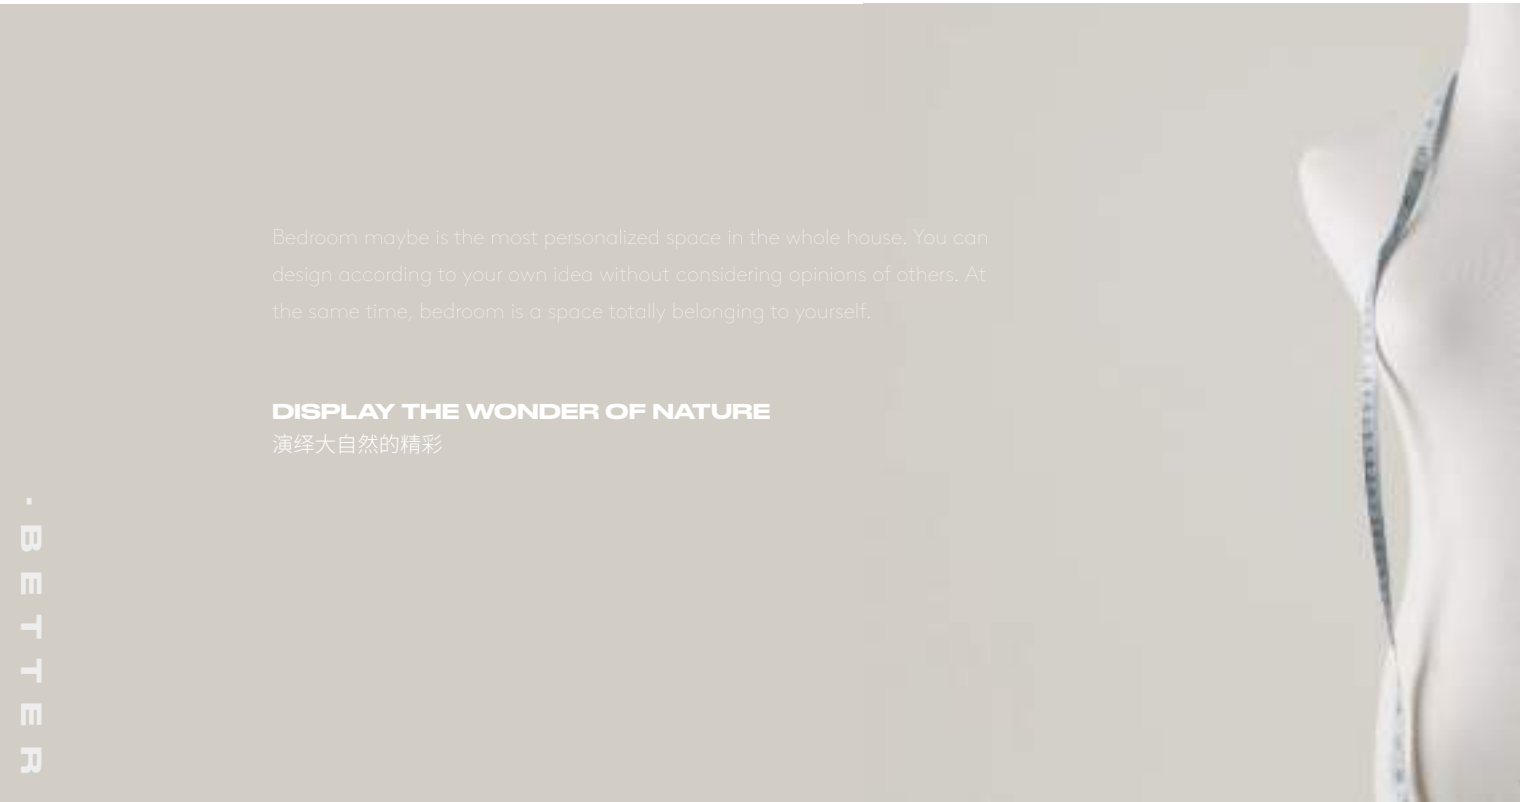 Bedroom maybe is the most personalized space in the whole house. You can
design according to your own idea without considering opinions of others. At
the same time, bedroom is a space totally belonging to yourself.
DISPLAY THE WONDER OF NATURE
演绎大自然的精彩
· BETTER